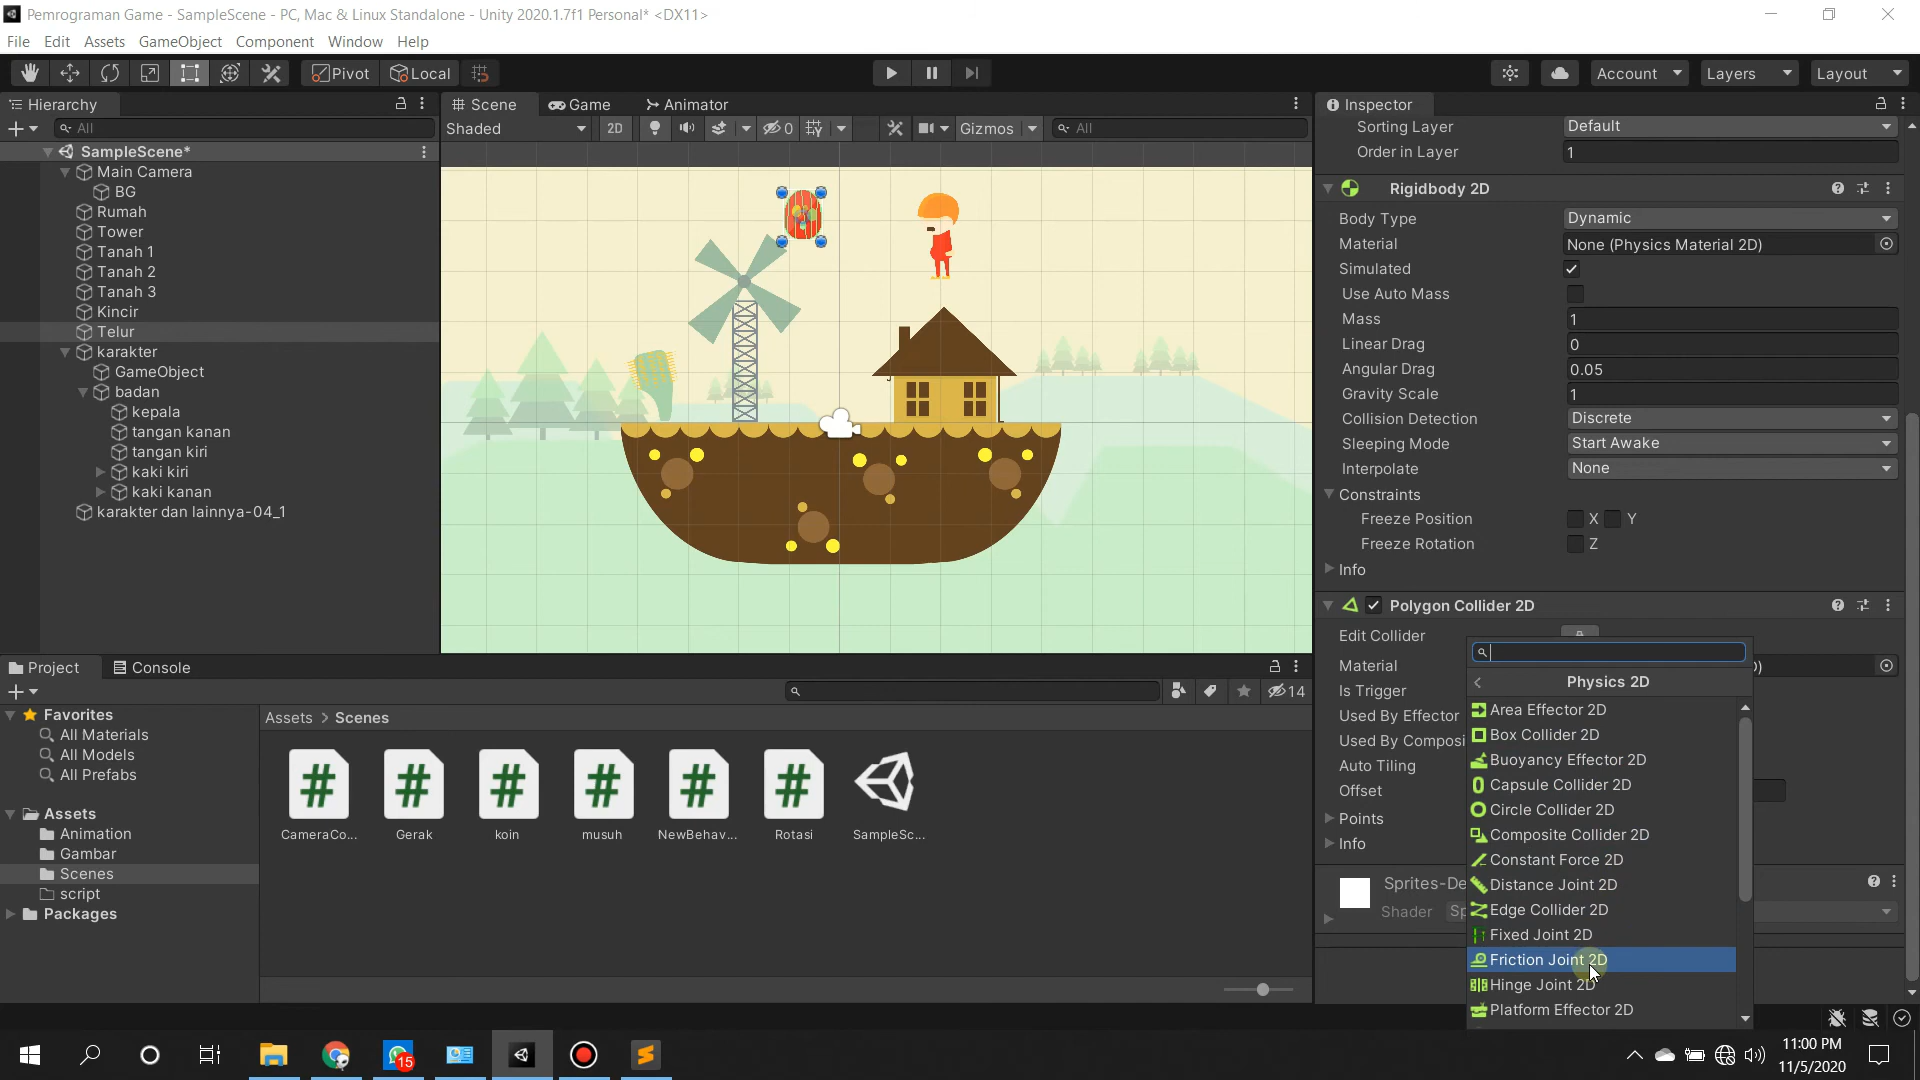 Pemrograman Game - SampleScene - PC, Mac & Linux Standalone - Unity 2020.1.7f1 Personal* <DX11>
File Edit Assets GameObject Component Window Help
Pivot Local Account Layers Layout
Hierarchy
All
SampleScene*
Main Camera
BG
Rumah
Tower
Tanah 1
Tanah 2
Tanah 3
Kincir
Telur
karakter
GameObject
badan
kepala
tangan kanan
tangan kiri
kaki kiri
kaki kanan
karakter dan lainnya-04_1
Scene Game Animator
Shaded 2D 0 Gizmos All
Inspector
Sorting Layer Default
Order in Layer 1
Rigidbody 2D
Body Type Dynamic
Material None (Physics Material 2D)
Simulated
Use Auto Mass
Mass 1
Linear Drag 0
Angular Drag 0.05
Gravity Scale 1
Collision Detection Discrete
Sleeping Mode Start Awake
Interpolate None
Constraints
Freeze Position X Y
Freeze Rotation Z
Info
Polygon Collider 2D
Edit Collider
Material
Is Trigger
Used By Effector
Used By Composi
Auto Tiling
Offset
Points
Info
Sprites-De
Shader Sp
Physics 2D
Area Effector 2D
Box Collider 2D
Buoyancy Effector 2D
Capsule Collider 2D
Circle Collider 2D
Composite Collider 2D
Constant Force 2D
Distance Joint 2D
Edge Collider 2D
Fixed Joint 2D
Friction Joint 2D
Hinge Joint 2D
Platform Effector 2D
Project Console
14
Favorites
All Materials
All Models
All Prefabs
Assets
Animation
Gambar
Scenes
script
Packages
Assets > Scenes
CameraCo... Gerak koin musuh NewBehav... Rotasi SampleSc...
15
11:00 PM
11/5/2020